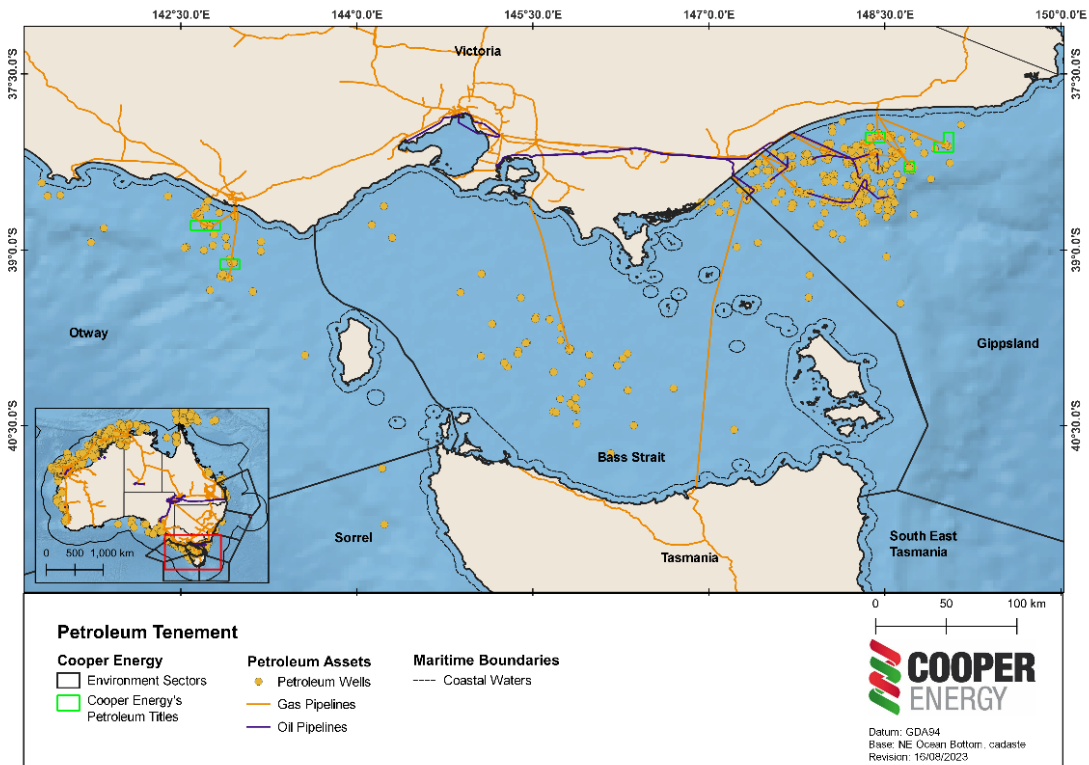 142°30.0'E 144°0.0'E 145°30.0'E 147°0.0'E 148°30.0'E 150°0.0'E
37°30.0'S
39°0.0'S
40°30.0'S
37°30.0'S
39°0.0'S
40°30.0'S
Victoria
Otway
Gippsland
Bass Strait
Sorrel
Tasmania
South East
Tasmania
0 500 1,000 km
0 50 100 km
Petroleum Tenement
Cooper Energy
Environment Sectors
Cooper Energy's
Petroleum Titles
Petroleum Assets
Petroleum Wells
Gas Pipelines
Oil Pipelines
Maritime Boundaries
Coastal Waters
COOPER
ENERGY
Datum: GDA94
Base: NE Ocean Bottom, cadaste
Revision: 16/08/2023